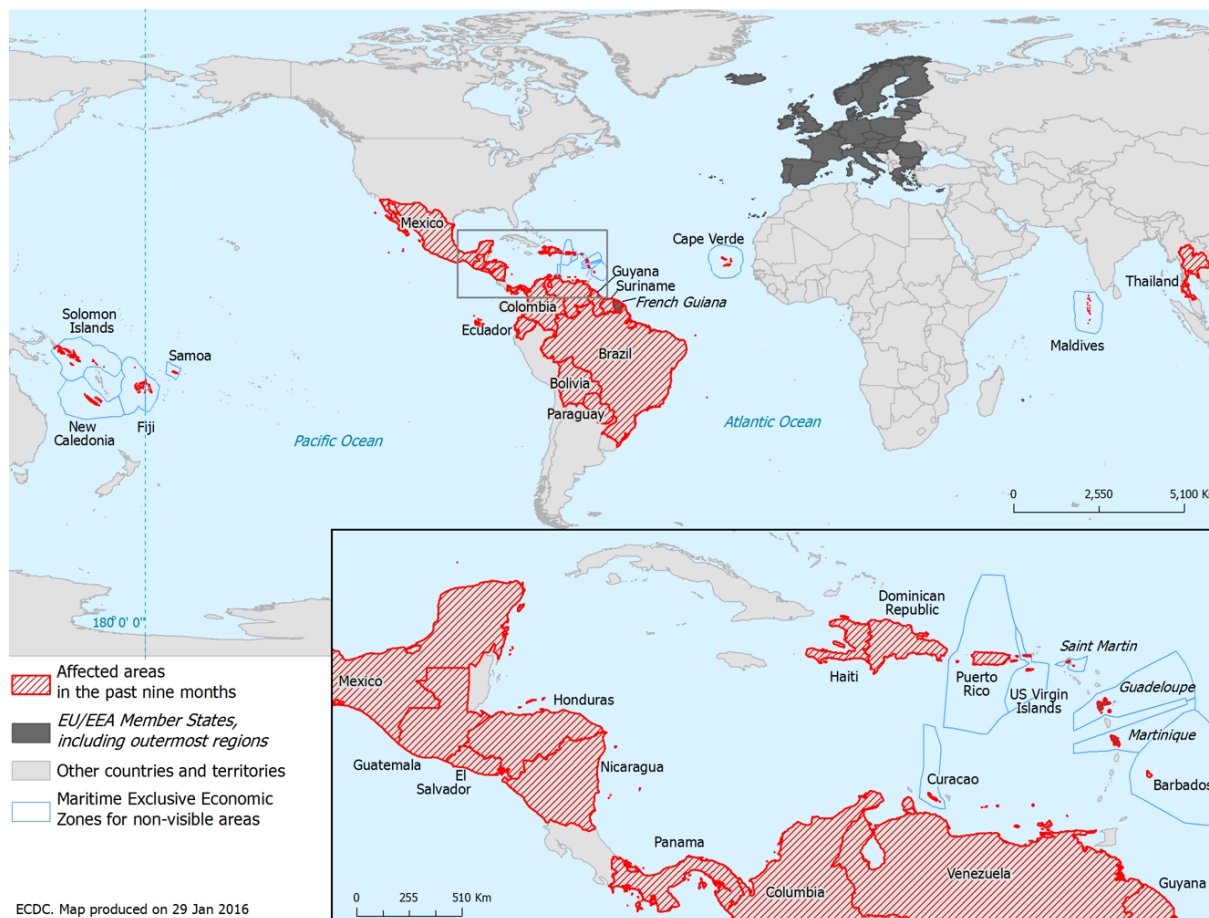 Mexico
Cape Verde
Guyana
Suriname
French Guiana
Thailand
Colombia
Solomon
Islands
Ecuador
Samoa
Brazil
Maldives
Bolivia
New
Caledonia
Fiji
Paraguay
Pacific Ocean
Atlantic Ocean
0 2,550 5,100 K
180° 0' 0"
Affected areas
in the past nine months
EU/EEA Member States,
including outermost regions
Other countries and territories
Maritime Exclusive Economic
Zones for non-visible areas
ECDC. Map produced on 29 Jan 2016
Dominican
Republic
Haiti
Puerto
Rico
Saint Martin
US Virgin
Islands
Guadeloupe
Martinique
Mexico
Honduras
Guatemala
El
Salvador
Nicaragua
Curacao
Barbados
Panama
Columbia
Venezuela
Guyana
0 255 510 Km